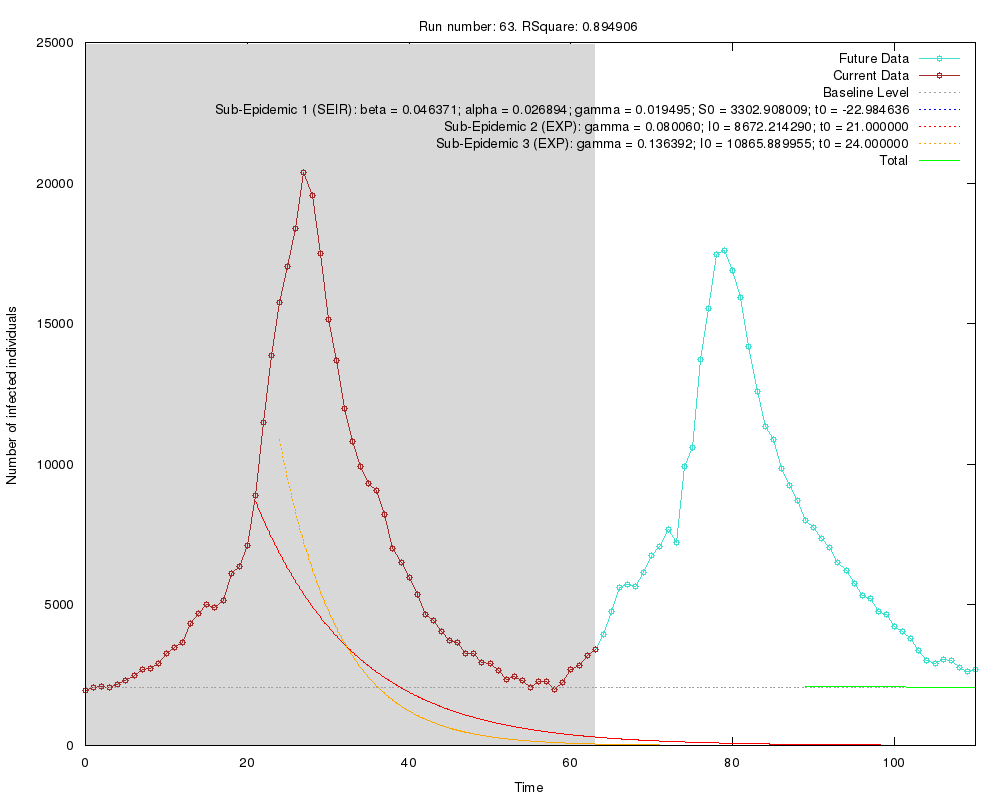 Run number: 63. RSquare: 0.894906
25000
20000
15000
10000
5000
0
Number of infected individuals
Future Data
Current Data
Baseline Level
Sub-Epidemic 1 (SEIR): beta = 0.046371; alpha = 0.026894; gamma = 0.019495; S0 = 3302.908009; t0 = -22.984636
Sub-Epidemic 2 (EXP): gamma = 0.080060; I0 = 8672.214290; t0 = 21.000000
Sub-Epidemic 3 (EXP): gamma = 0.136392; I0 = 10865.889955; t0 = 24.000000
Total
0 20 40 60 80 100
Time